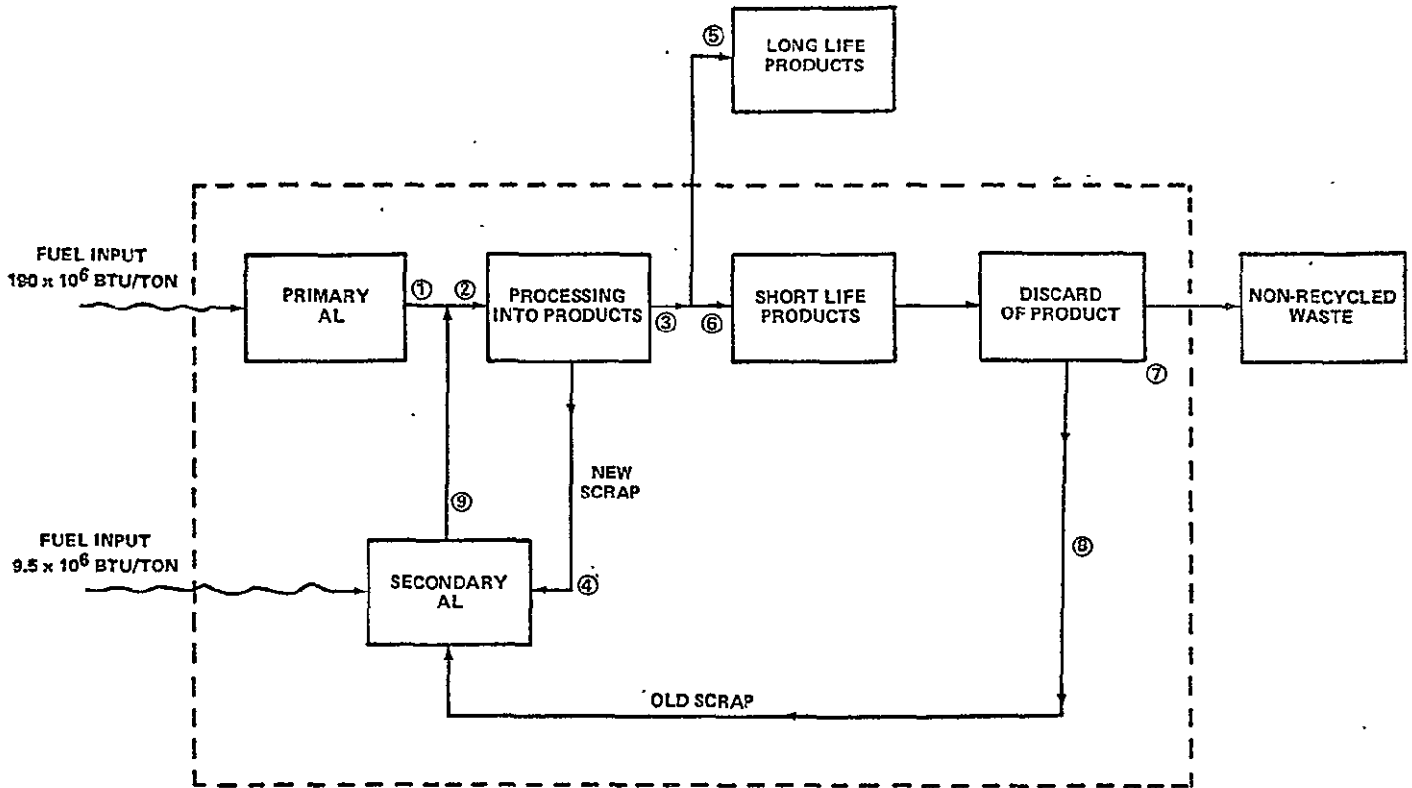 ⑤
LONG LIFE
PRODUCTS
FUEL INPUT
190 x 10⁶ BTU/TON
PRIMARY
AL
①
②
PROCESSING
INTO PRODUCTS
③
⑥
SHORT LIFE
PRODUCTS
DISCARD
OF PRODUCT
⑦
NON-RECYCLED
WASTE
NEW
SCRAP
⑨
⑧
FUEL INPUT
9.5 x 10⁶ BTU/TON
SECONDARY
AL
④
OLD SCRAP